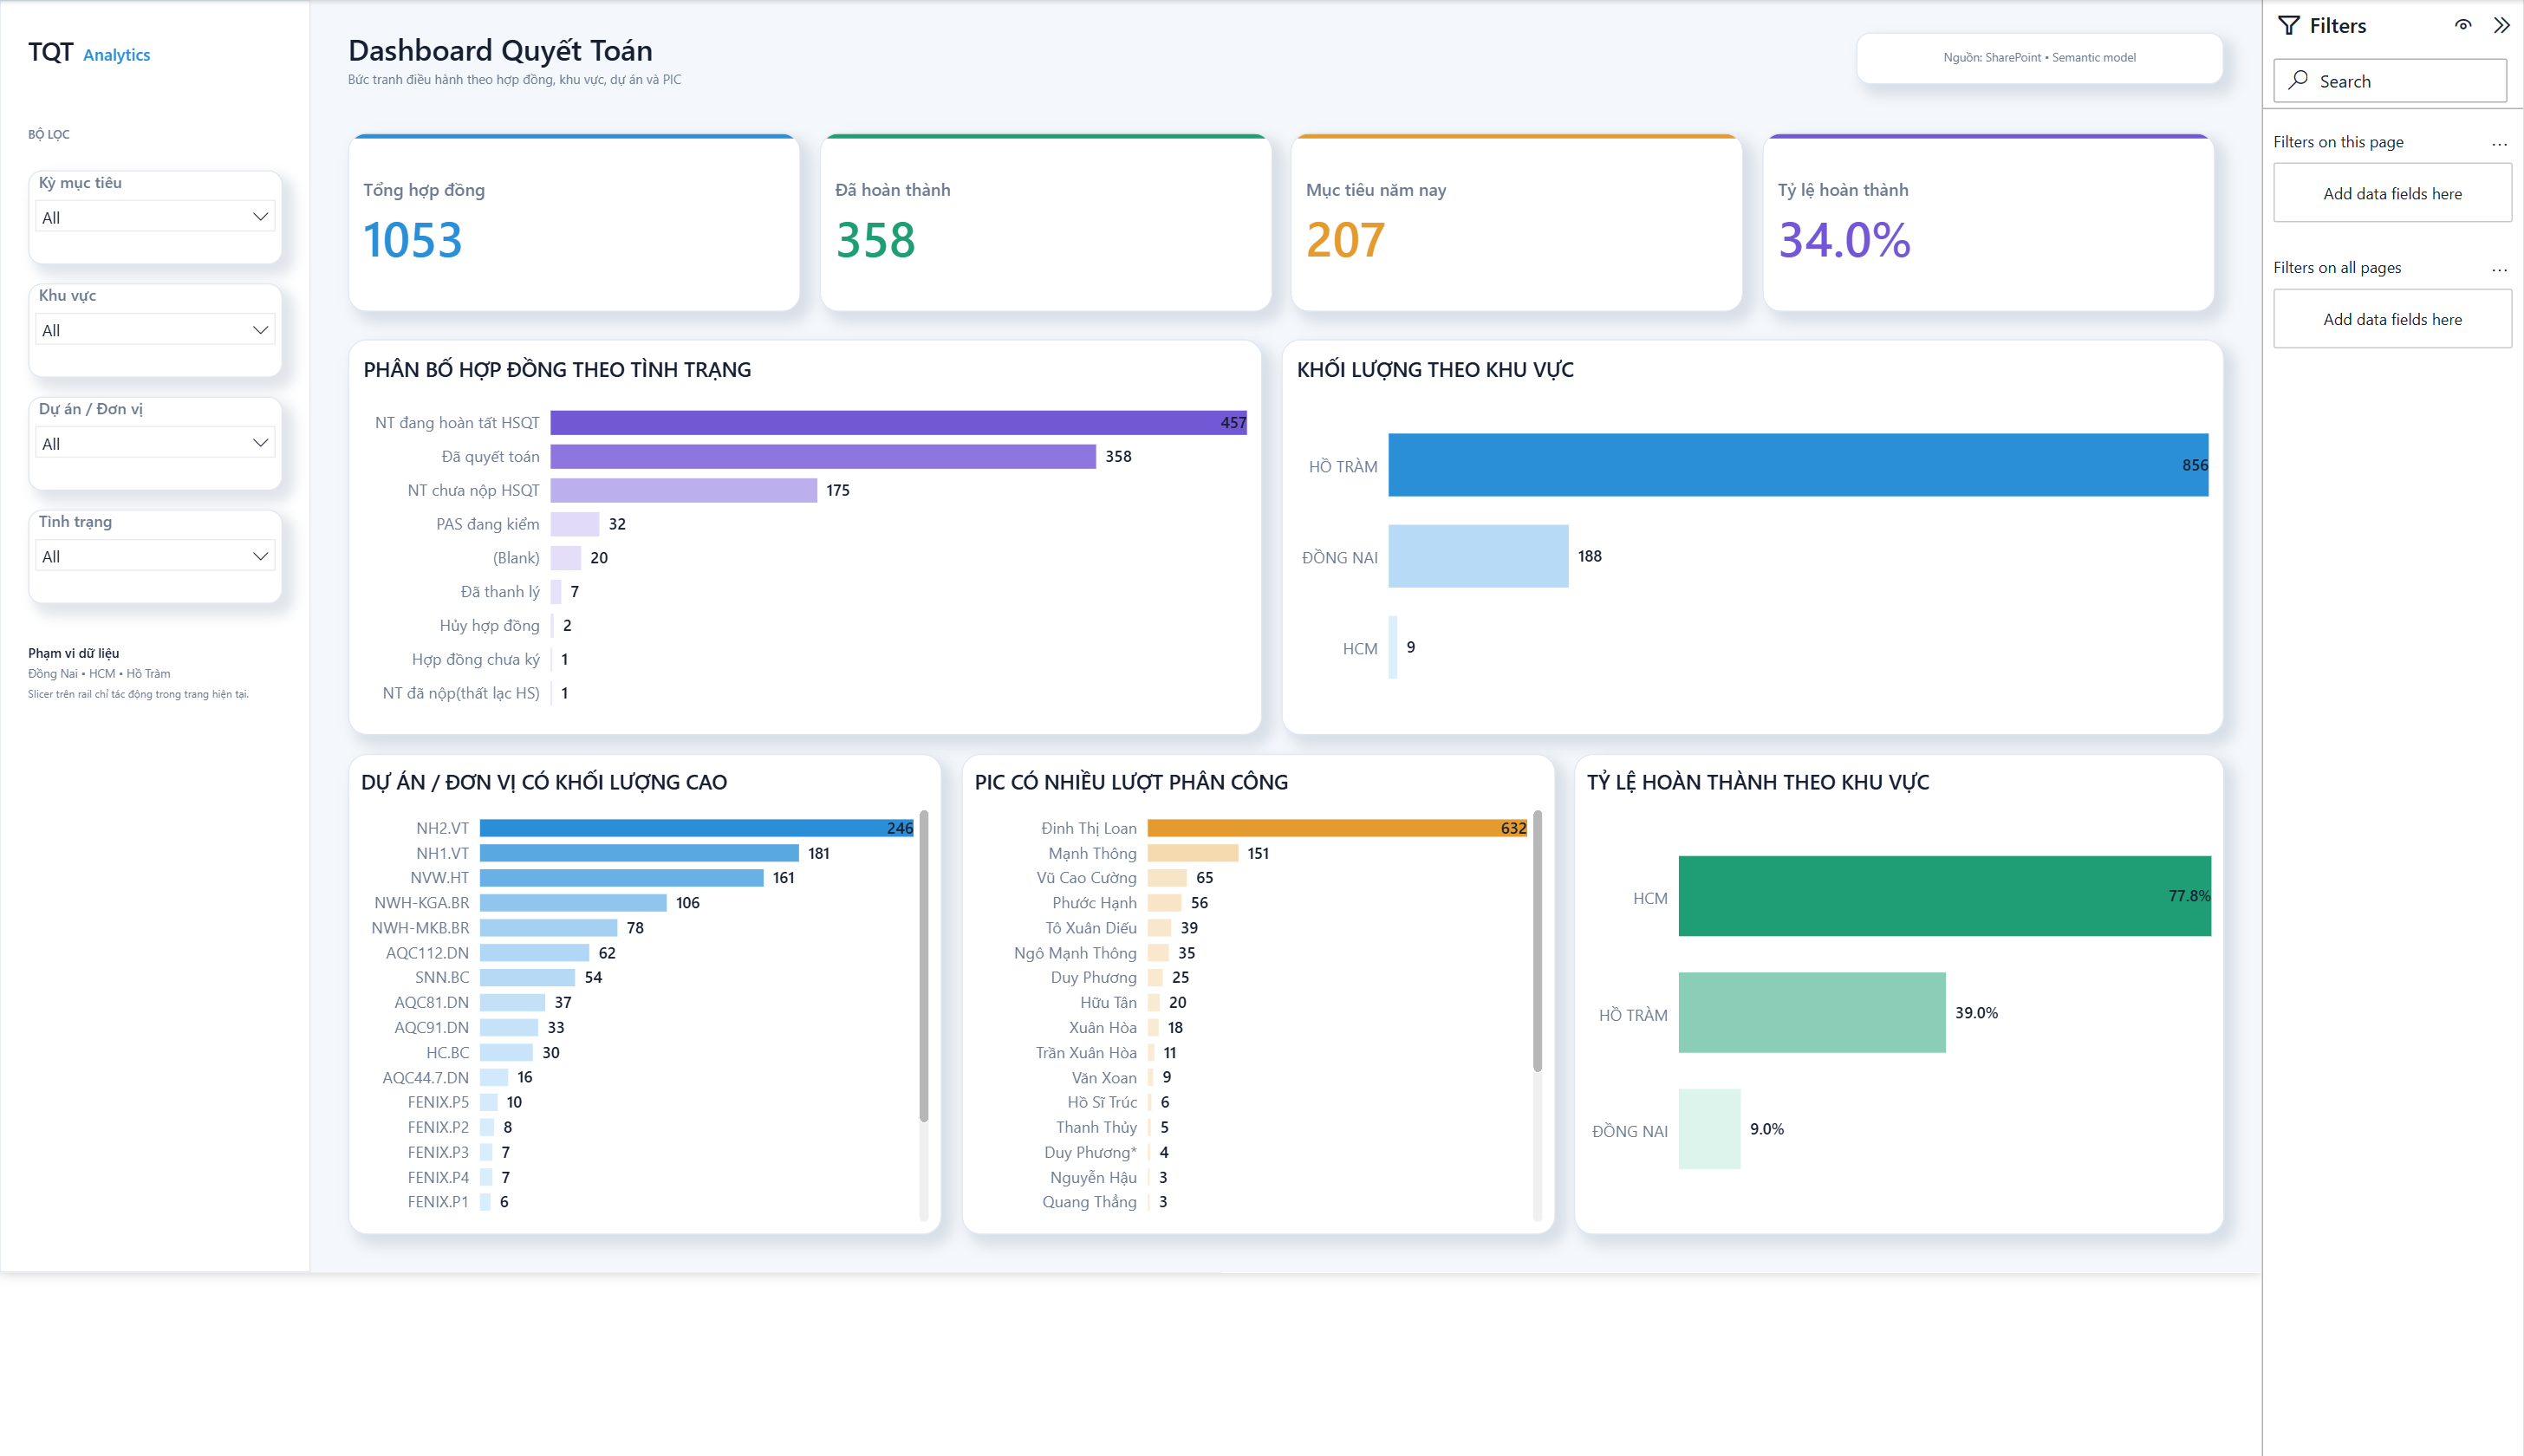 TQT Analytics
BỘ LỌC
Kỳ mục tiêu
All
Khu vực
All
Dự án / Đơn vị
All
Tình trạng
All
Phạm vi dữ liệu
Đồng Nai • HCM • Hồ Tràm
Slicer trên rail chỉ tác động trong trang hiện tại.
Dashboard Quyết Toán
Bức tranh điều hành theo hợp đồng, khu vực, dự án và PIC
Nguồn: SharePoint • Semantic model
Tổng hợp đồng
1053
Đã hoàn thành
358
Mục tiêu năm nay
207
Tỷ lệ hoàn thành
34.0%
PHÂN BỐ HỢP ĐỒNG THEO TÌNH TRẠNG
NT đang hoàn tất HSQT 457
Đã quyết toán 358
NT chưa nộp HSQT 175
PAS đang kiểm 32
(Blank) 20
Đã thanh lý 7
Hủy hợp đồng 2
Hợp đồng chưa ký 1
NT đã nộp(thất lạc HS) 1
KHỐI LƯỢNG THEO KHU VỰC
HỒ TRÀM 856
ĐỒNG NAI 188
HCM 9
DỰ ÁN / ĐƠN VỊ CÓ KHỐI LƯỢNG CAO
NH2.VT 246
NH1.VT 181
NVW.HT 161
NWH-KGA.BR 106
NWH-MKB.BR 78
AQC112.DN 62
SNN.BC 54
AQC81.DN 37
AQC91.DN 33
HC.BC 30
AQC44.7.DN 16
FENIX.P5 10
FENIX.P2 8
FENIX.P3 7
FENIX.P4 7
FENIX.P1 6
PIC CÓ NHIỀU LƯỢT PHÂN CÔNG
Đinh Thị Loan 632
Mạnh Thông 151
Vũ Cao Cường 65
Phước Hạnh 56
Tô Xuân Diếu 39
Ngô Mạnh Thông 35
Duy Phương 25
Hữu Tân 20
Xuân Hòa 18
Trần Xuân Hòa 11
Văn Xoan 9
Hồ Sĩ Trúc 6
Thanh Thủy 5
Duy Phương* 4
Nguyễn Hậu 3
Quang Thắng 3
TỶ LỆ HOÀN THÀNH THEO KHU VỰC
HCM 77.8%
HỒ TRÀM 39.0%
ĐỒNG NAI 9.0%
Filters
Search
Filters on this page ...
Add data fields here
Filters on all pages ...
Add data fields here